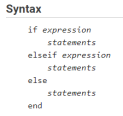 Syntax
if expression
    statements
elseif expression
    statements
else
    statements
end